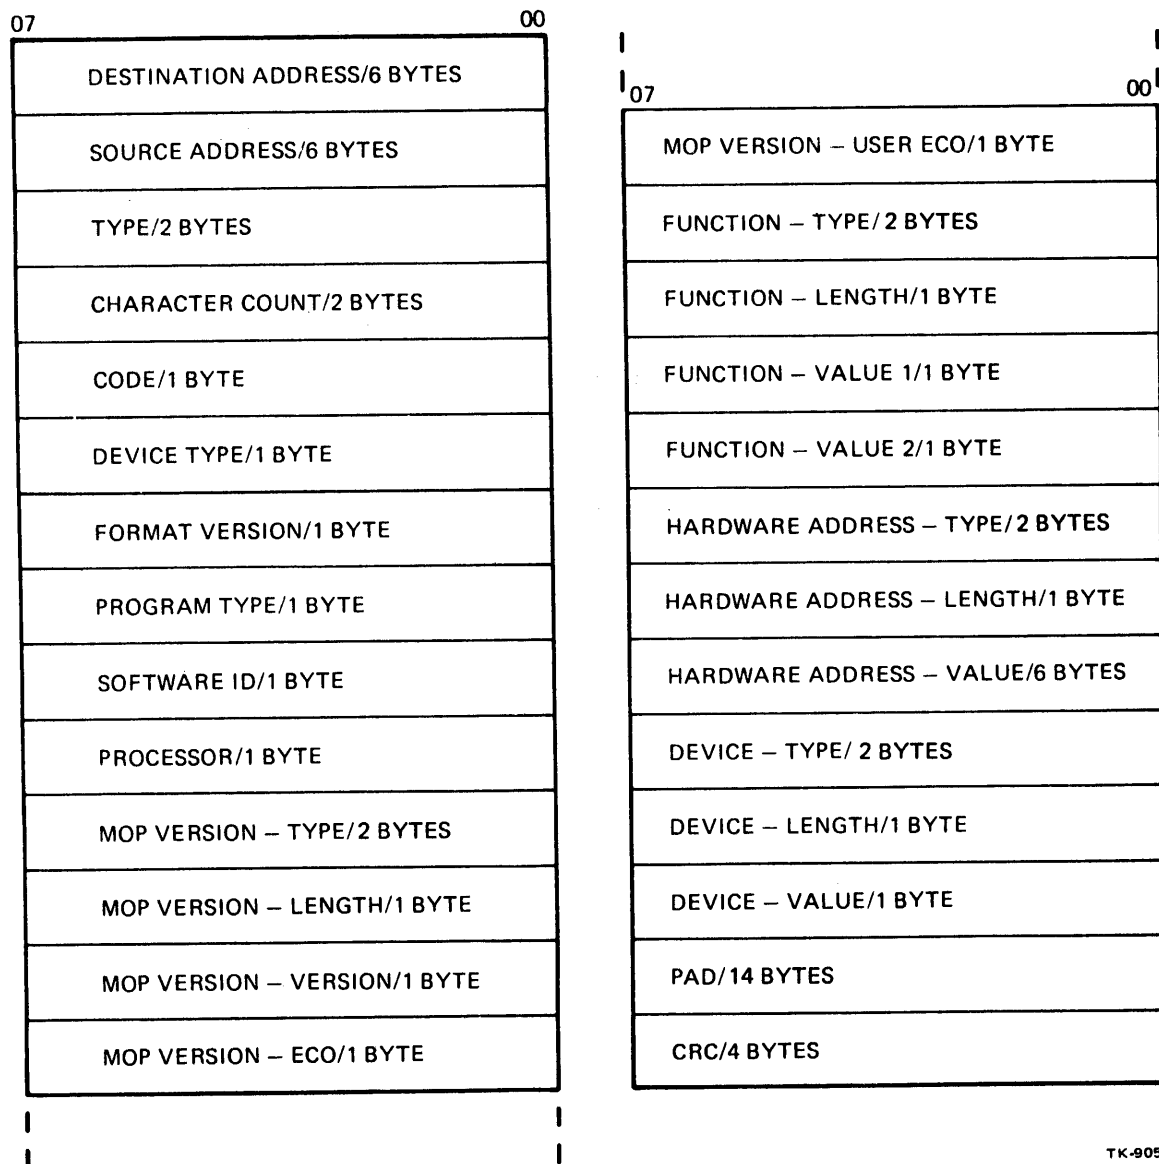 07 00
DESTINATION ADDRESS/6 BYTES
SOURCE ADDRESS/6 BYTES
TYPE/2 BYTES
CHARACTER COUNT/2 BYTES
CODE/1 BYTE
DEVICE TYPE/1 BYTE
FORMAT VERSION/1 BYTE
PROGRAM TYPE/1 BYTE
SOFTWARE ID/1 BYTE
PROCESSOR/1 BYTE
MOP VERSION – TYPE/2 BYTES
MOP VERSION – LENGTH/1 BYTE
MOP VERSION – VERSION/1 BYTE
MOP VERSION – ECO/1 BYTE
07 00
MOP VERSION – USER ECO/1 BYTE
FUNCTION – TYPE/ 2 BYTES
FUNCTION – LENGTH/1 BYTE
FUNCTION – VALUE 1/1 BYTE
FUNCTION – VALUE 2/1 BYTE
HARDWARE ADDRESS – TYPE/ 2 BYTES
HARDWARE ADDRESS – LENGTH/1 BYTE
HARDWARE ADDRESS – VALUE/6 BYTES
DEVICE – TYPE/ 2 BYTES
DEVICE – LENGTH/1 BYTE
DEVICE – VALUE/1 BYTE
PAD/14 BYTES
CRC/4 BYTES
TK-905